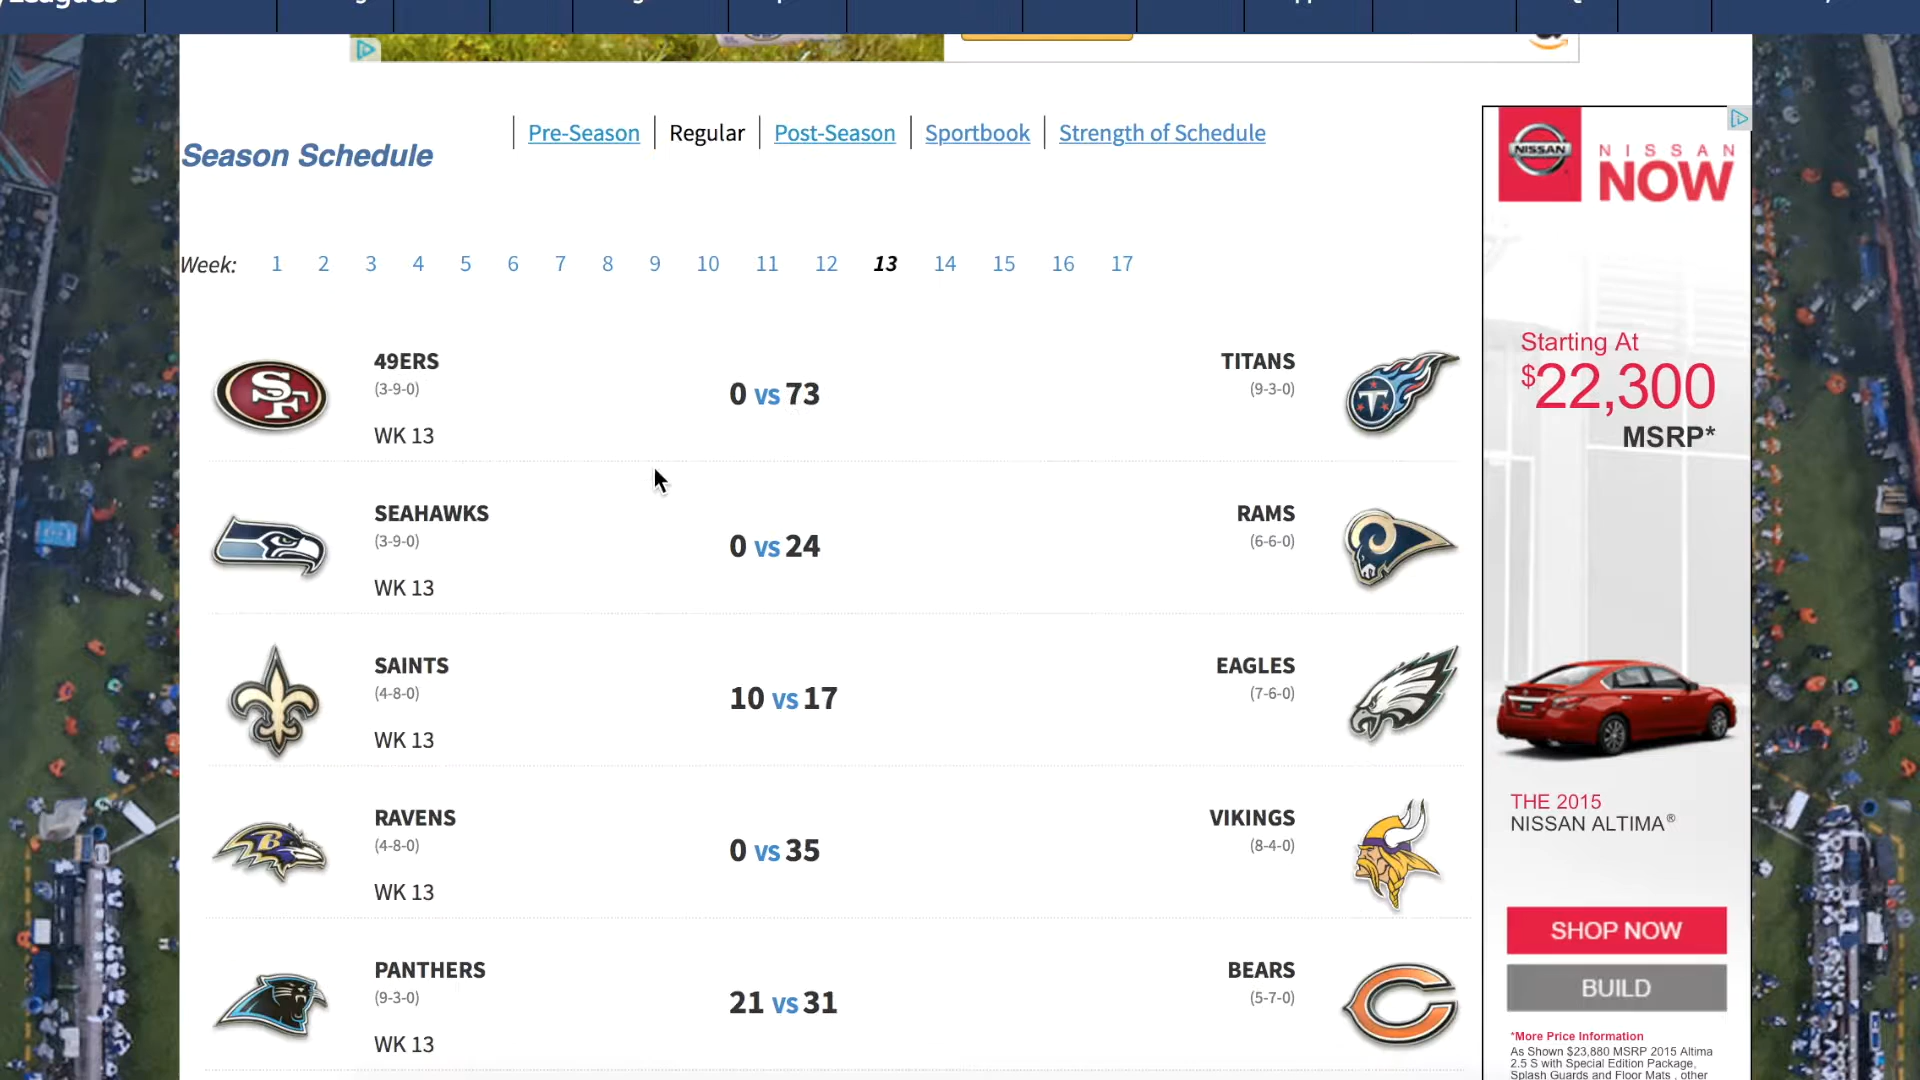 Pre-Season
Regular
Post-Season
Sportbook
Strength of Schedule
Season Schedule
Week: 1 2 3 4 5 6 7 8 9 10 11 12 13 14 15 16 17
49ERS
(3-9-0)
WK 13
0 vs 73
TITANS
(9-3-0)
SEAHAWKS
(3-9-0)
WK 13
0 vs 24
RAMS
(6-6-0)
SAINTS
(4-8-0)
WK 13
10 vs 17
EAGLES
(7-6-0)
RAVENS
(4-8-0)
WK 13
0 vs 35
VIKINGS
(8-4-0)
PANTHERS
(9-3-0)
WK 13
21 vs 31
BEARS
(5-7-0)
NISSAN
NISSAN
NOW
Starting At
$22,300
MSRP*
THE 2015
NISSAN ALTIMA®
SHOP NOW
BUILD
*More Price Information
As Shown $23,880 MSRP 2015 Altima
2.5 S with Special Edition Package,
Splash Guards and Floor Mats , other